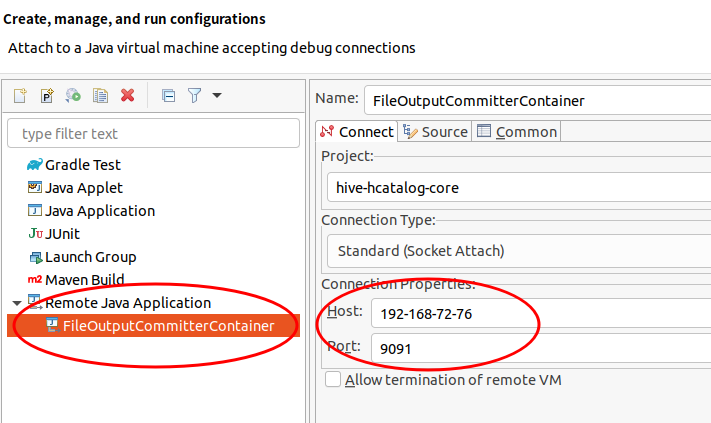 Create, manage, and run configurations
Attach to a Java virtual machine accepting debug connections
type filter text
Gradle Test
Java Applet
Java Application
JUnit
Launch Group
Maven Build
Remote Java Application
FileOutputCommitterContainer
Name: FileOutputCommitterContainer
Connect Source Common
Project:
hive-hcatalog-core
Connection Type:
Standard (Socket Attach)
Connection Properties:
Host: 192-168-72-76
Port: 9091
Allow termination of remote VM